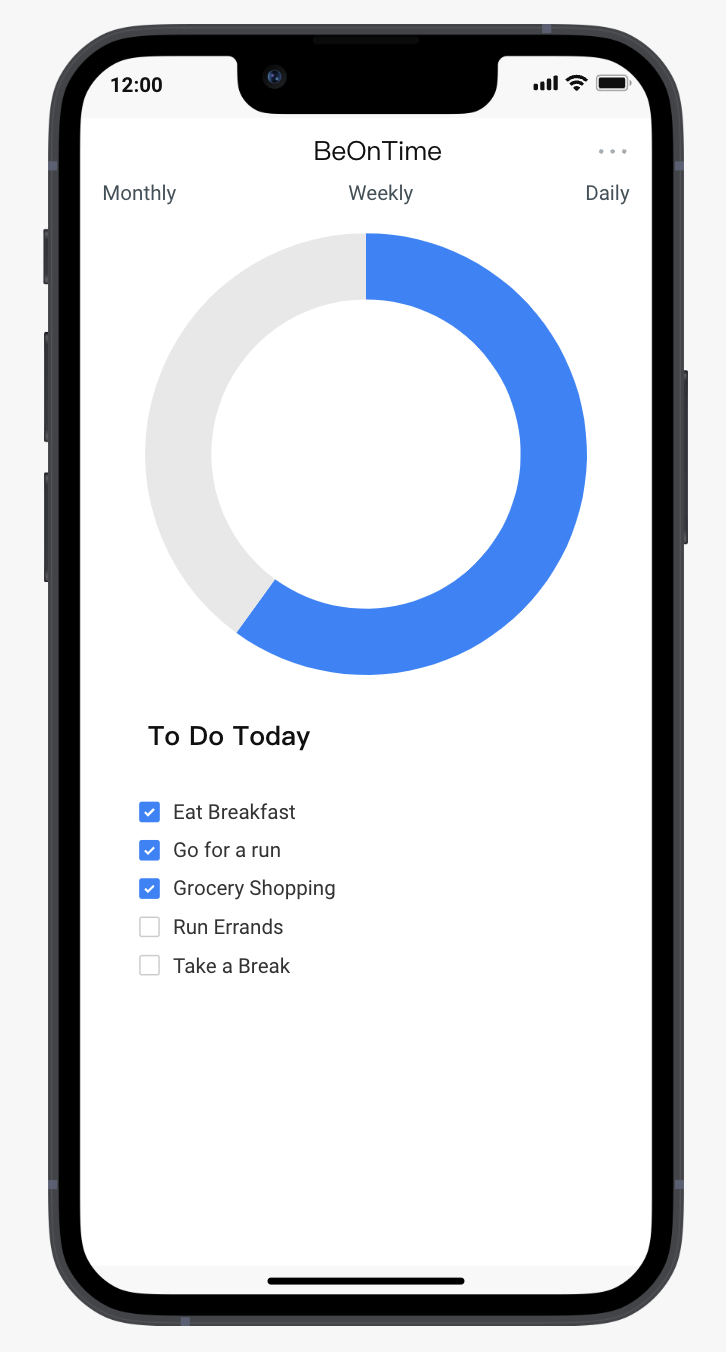 12:00
BeOnTime
Monthly Weekly Daily
To Do Today
Eat Breakfast
Go for a run
Grocery Shopping
Run Errands
Take a Break